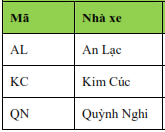 Mã Nhà xe
AL An Lạc
KC Kim Cúc
QN Quỳnh Nghi